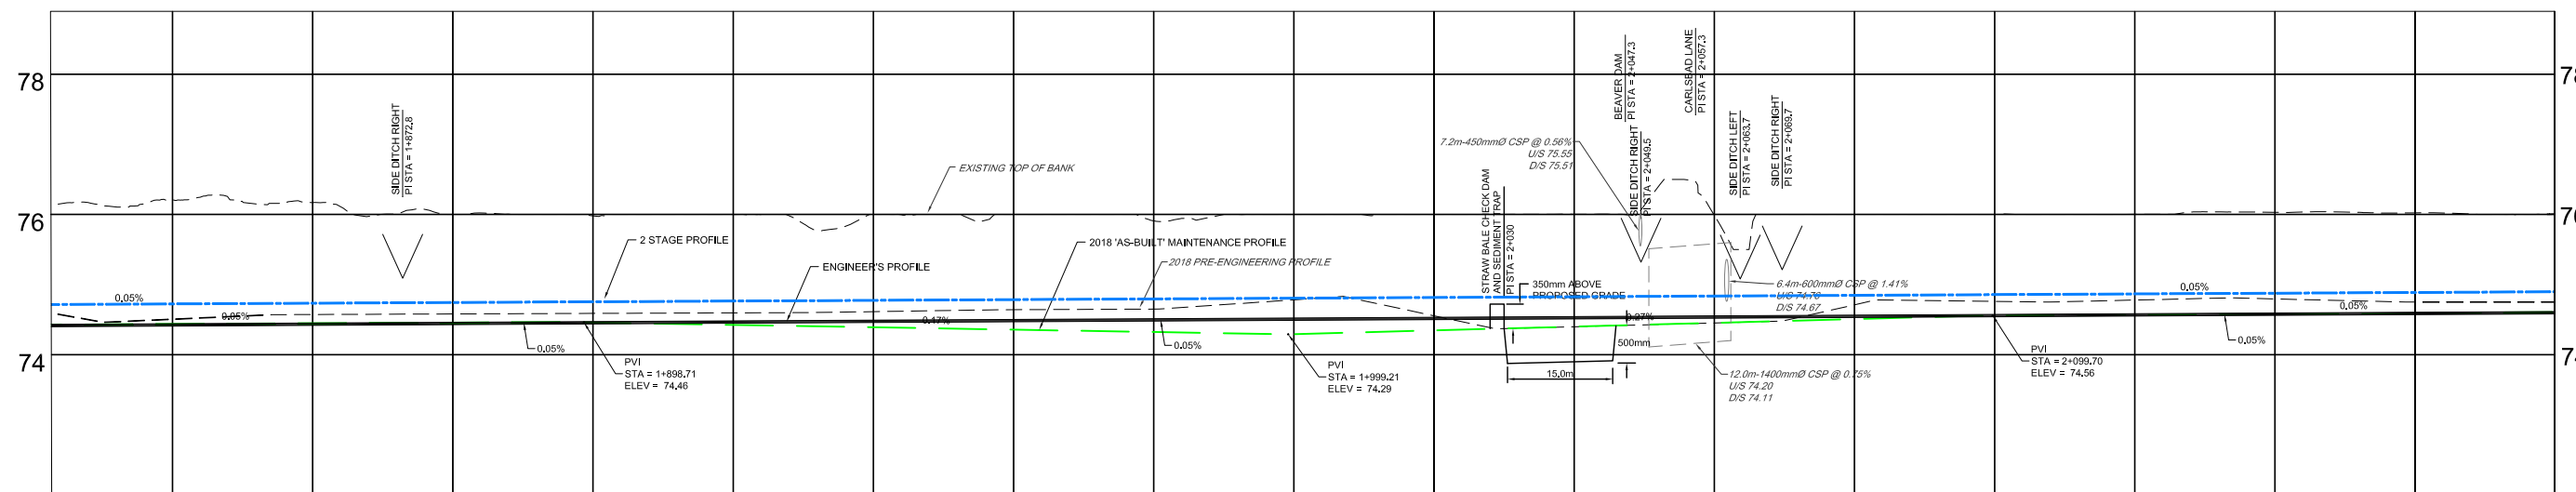 78
76
74
78
SIDE DITCH RIGHT
PI STA = 1+872.8
EXISTING TOP OF BANK
2 STAGE PROFILE
ENGINEER'S PROFILE
2018 'AS-BUILT' MAINTENANCE PROFILE
2018 PRE-ENGINEERING PROFILE
0.05%
0.05%
0.05%
PVI
STA = 1+898.71
ELEV = 74.46
0.17%
0.05%
PVI
STA = 1+999.21
ELEV = 74.29
STRAW BALE CHECK DAM
AND SEDIMENT TRAP
PI STA = 2+030
350mm ABOVE
PROPOSED GRADE
15.0m
500mm
0.27%
7.2m-450mmØ CSP @ 0.56%
U/S 75.55
D/S 75.51
BEAVER DAM
PI STA = 2+047.3
SIDE DITCH RIGHT
PI STA = 2+049.5
CARLSBAD LANE
PI STA = 2+057.3
SIDE DITCH LEFT
PI STA = 2+063.7
SIDE DITCH RIGHT
PI STA = 2+069.7
6.4m-600mmØ CSP @ 1.41%
U/S 74.76
D/S 74.67
12.0m-1400mmØ CSP @ 0.75%
U/S 74.20
D/S 74.11
PVI
STA = 2+099.70
ELEV = 74.56
0.05%
0.05%
0.05%